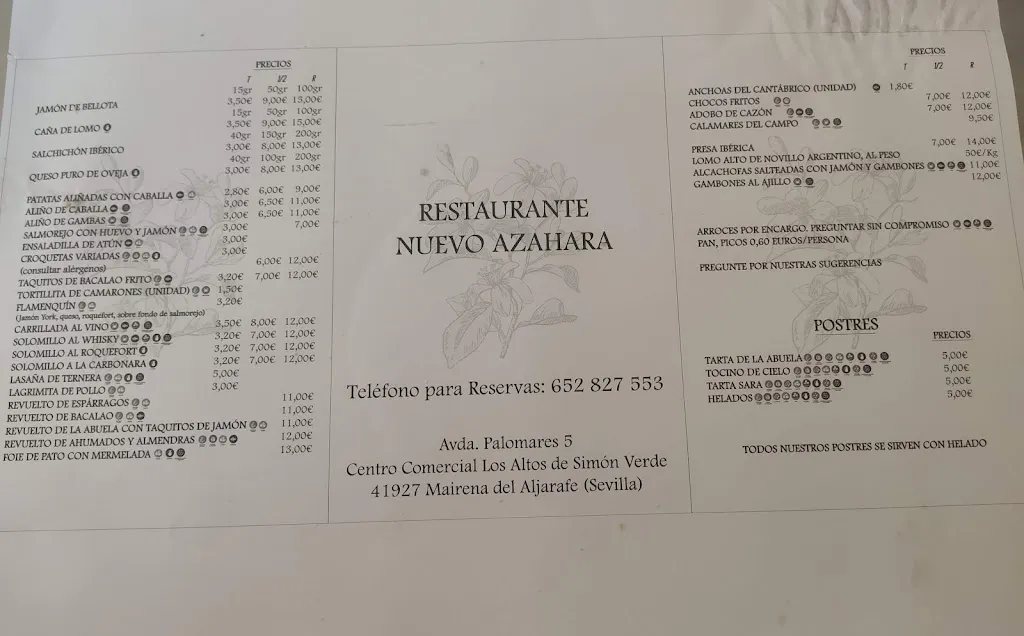 PRECIOS
T 1/2 R
15gr 50gr 100gr
JAMÓN DE BELLOTA 3,50€ 9,00€ 15,00€
15gr 50gr 100gr
CAÑA DE LOMO 3,50€ 9,00€ 15,00€
40gr 150gr 200gr
SALCHICHÓN IBÉRICO 3,00€ 8,00€ 13,00€
40gr 100gr 200gr
QUESO PURO DE OVEJA 3,00€ 8,00€ 13,00€
PATATAS ALIÑADAS CON CABALLA 2,80€ 6,00€ 9,00€
ALIÑO DE CABALLA 3,00€ 6,50€ 11,00€
ALIÑO DE GAMBAS 3,00€ 6,50€ 11,00€
SALMOREJO CON HUEVO Y JAMÓN 3,00€ 7,00€
ENSALADILLA DE ATÚN 3,00€
CROQUETAS VARIADAS 6,00€ 12,00€
(consultar alérgenos)
TAQUITOS DE BACALAO FRITO 3,20€ 7,00€ 12,00€
TORTILLITA DE CAMARONES (UNIDAD) 1,50€
FLAMENQUÍN 3,20€
(Jamón York, queso, roquefort, sobre fondo de salmorejo)
CARRILLADA AL VINO 3,50€ 8,00€ 12,00€
SOLOMILLO AL WHISKY 3,20€ 7,00€ 12,00€
SOLOMILLO AL ROQUEFORT 3,20€ 7,00€ 12,00€
SOLOMILLO A LA CARBONARA 3,20€ 7,00€ 12,00€
LASAÑA DE TERNERA 5,00€
LAGRIMITA DE POLLO 3,00€
REVUELTO DE ESPÁRRAGOS 11,00€
REVUELTO DE BACALAO 11,00€
REVUELTO DE LA ABUELA CON TAQUITOS DE JAMÓN 11,00€
REVUELTO DE AHUMADOS Y ALMENDRAS 12,00€
FOIE DE PATO CON MERMELADA 13,00€
RESTAURANTE
NUEVO AZAHARA
Teléfono para Reservas: 652 827 553
Avda. Palomares 5
Centro Comercial Los Altos de Simón Verde
41927 Mairena del Aljarafe (Sevilla)
PRECIOS
T 1/2 R
ANCHOAS DEL CANTÁBRICO (UNIDAD) 1,80€
CHOCOS FRITOS 7,00€ 12,00€
ADOBO DE CAZÓN 7,00€ 12,00€
CALAMARES DEL CAMPO 9,50€
PRESA IBÉRICA 7,00€ 14,00€
LOMO ALTO DE NOVILLO ARGENTINO, AL PESO 50€/Kg
ALCACHOFAS SALTEADAS CON JAMÓN Y GAMBONES 11,00€
GAMBONES AL AJILLO 12,00€
ARROCES POR ENCARGO. PREGUNTAR SIN COMPROMISO
PAN, PICOS 0,60 EUROS/PERSONA
PREGUNTE POR NUESTRAS SUGERENCIAS
POSTRES
PRECIOS
TARTA DE LA ABUELA 5,00€
TOCINO DE CIELO 5,00€
TARTA SARA 5,00€
HELADOS 5,00€
TODOS NUESTROS POSTRES SE SIRVEN CON HELADO